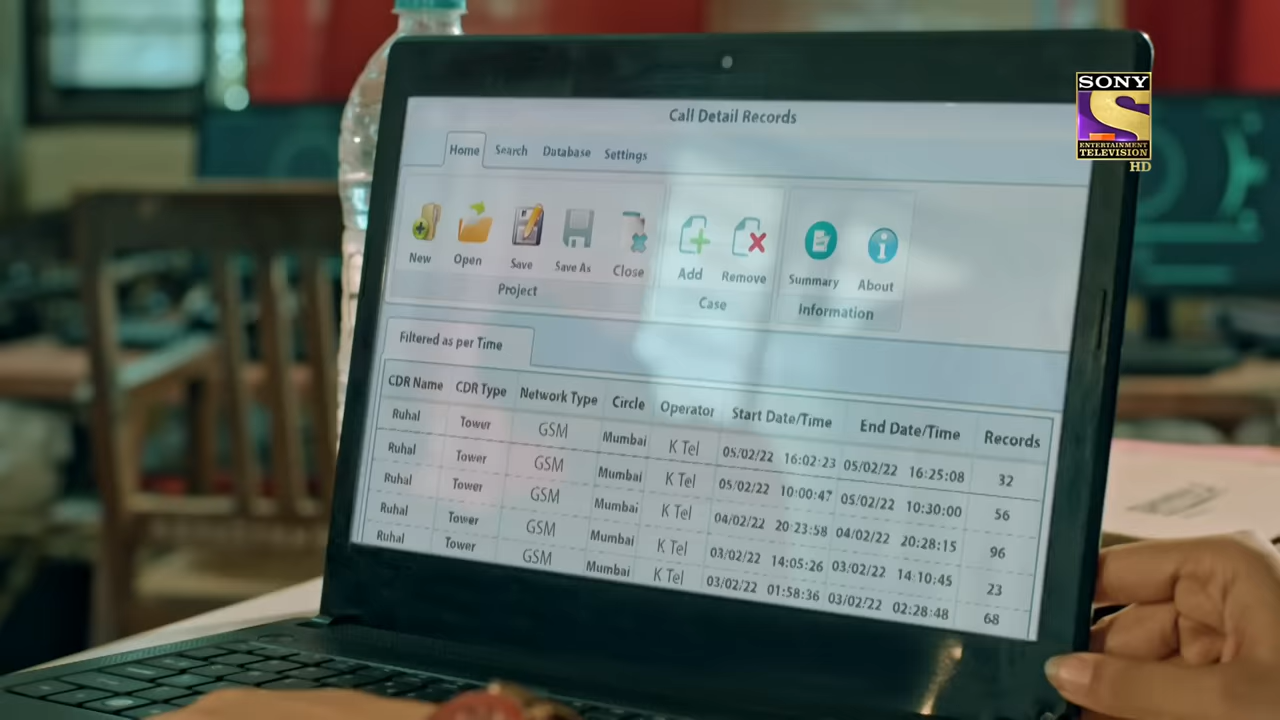 Call Detail Records
Home Search Database Settings
New Open Save Save As Close Add Remove Summary About
Project Case Information
Filtered as per Time
CDR Name CDR Type Network Type Circle Operator Start Date/Time End Date/Time Records
Ruhal Tower GSM Mumbai K Tel 05/02/22 16:02:23 05/02/22 16:25:08 32
Ruhal Tower GSM Mumbai K Tel 05/02/22 10:00:47 05/02/22 10:30:00 56
Ruhal Tower GSM Mumbai K Tel 04/02/22 20:23:58 04/02/22 20:28:15 96
Ruhal Tower GSM Mumbai K Tel 03/02/22 14:05:26 03/02/22 14:10:45 23
Ruhal Tower GSM Mumbai K Tel 03/02/22 01:58:36 03/02/22 02:28:48 68
SONY
S
ENTERTAINMENT
TELEVISION
HD